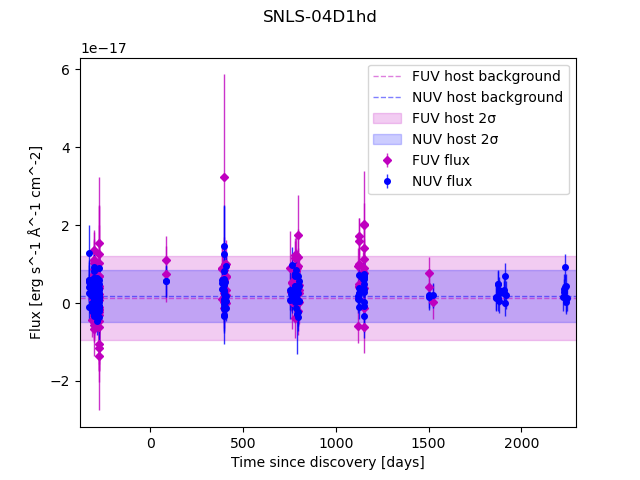 SNLS-04D1hd
1e−17
6
4
2
0
−2
Flux [erg s^-1 Å^-1 cm^-2]
0
500
1000
1500
2000
Time since discovery [days]
FUV host background
NUV host background
FUV host 2σ
NUV host 2σ
FUV flux
NUV flux